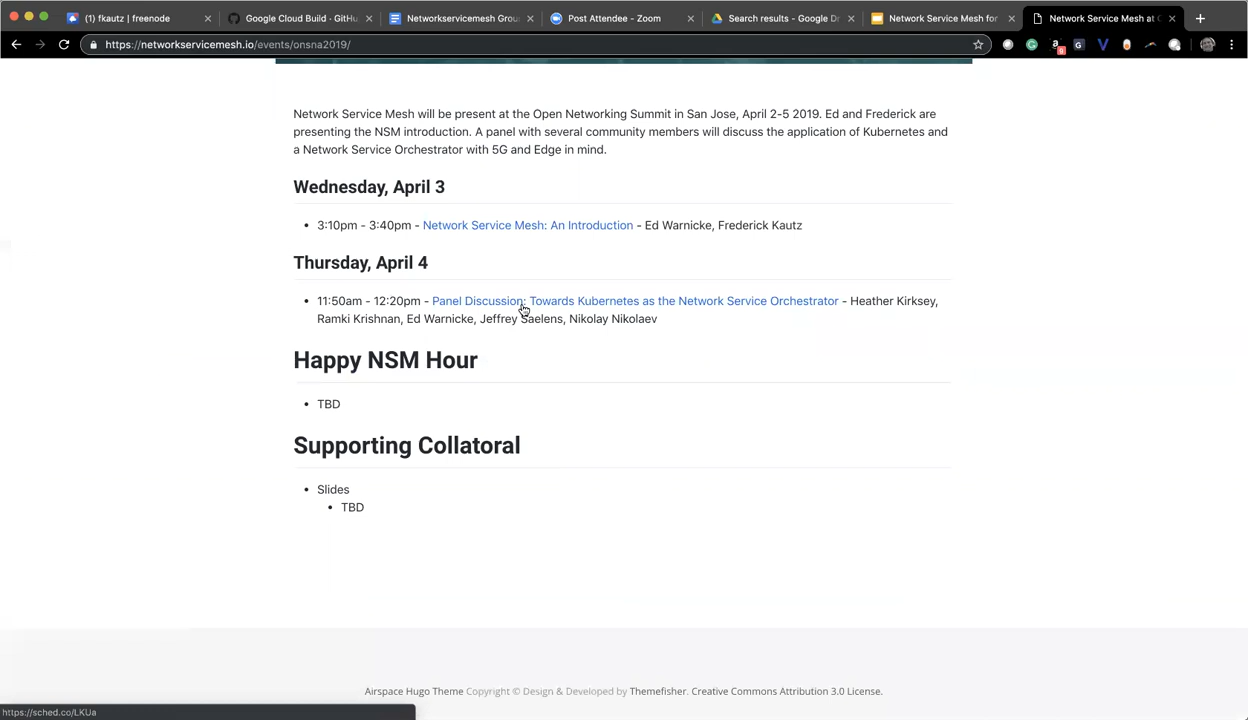 (1) fkautz | freenode
Google Cloud Build · GitHu
Networkservicemesh Grou
Post Attendee - Zoom
Search results - Google Dr
Network Service Mesh for
Network Service Mesh at O
https://networkservicemesh.io/events/onsna2019/
Network Service Mesh will be present at the Open Networking Summit in San Jose, April 2-5 2019. Ed and Frederick are
presenting the NSM introduction. A panel with several community members will discuss the application of Kubernetes and
a Network Service Orchestrator with 5G and Edge in mind.
Wednesday, April 3
3:10pm - 3:40pm - Network Service Mesh: An Introduction - Ed Warnicke, Frederick Kautz
Thursday, April 4
11:50am - 12:20pm - Panel Discussion: Towards Kubernetes as the Network Service Orchestrator - Heather Kirksey,
Ramki Krishnan, Ed Warnicke, Jeffrey Saelens, Nikolay Nikolaev
Happy NSM Hour
TBD
Supporting Collatoral
Slides
TBD
Airspace Hugo Theme Copyright © Design & Developed by Themefisher. Creative Commons Attribution 3.0 License.
https://sched.co/LKUa